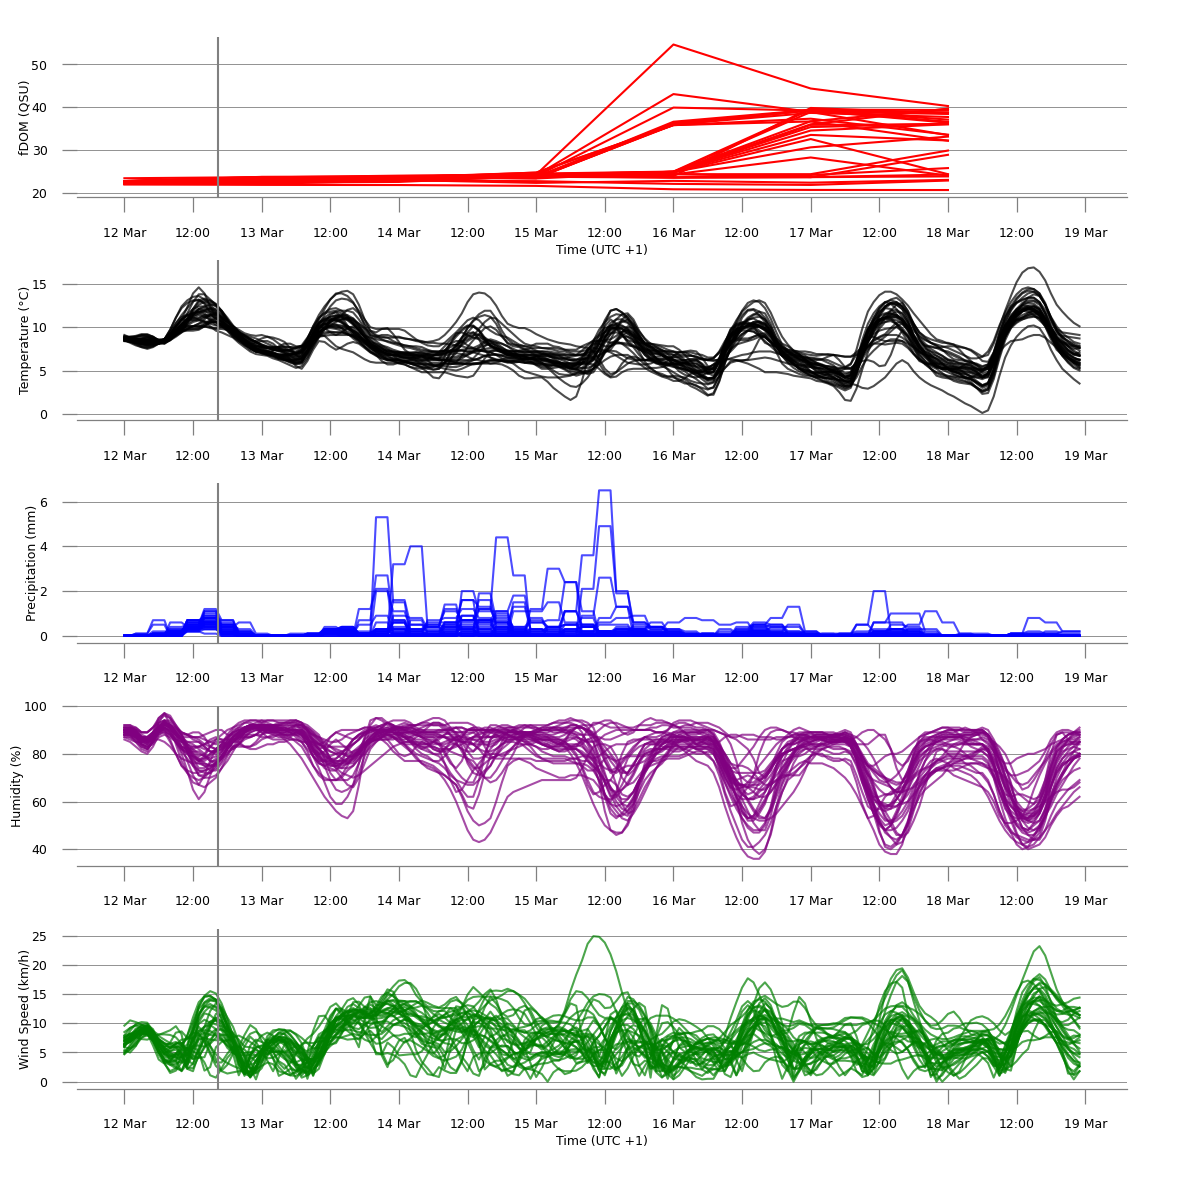 fDOM (QSU)
50
40
30
20
12 Mar 12:00 13 Mar 12:00 14 Mar 12:00 15 Mar 12:00 16 Mar 12:00 17 Mar 12:00 18 Mar 12:00 19 Mar
Time (UTC +1)
Temperature (°C)
15
10
5
0
12 Mar 12:00 13 Mar 12:00 14 Mar 12:00 15 Mar 12:00 16 Mar 12:00 17 Mar 12:00 18 Mar 12:00 19 Mar
Precipitation (mm)
6
4
2
0
12 Mar 12:00 13 Mar 12:00 14 Mar 12:00 15 Mar 12:00 16 Mar 12:00 17 Mar 12:00 18 Mar 12:00 19 Mar
Humidity (%)
100
80
60
40
12 Mar 12:00 13 Mar 12:00 14 Mar 12:00 15 Mar 12:00 16 Mar 12:00 17 Mar 12:00 18 Mar 12:00 19 Mar
Wind Speed (km/h)
25
20
15
10
5
0
12 Mar 12:00 13 Mar 12:00 14 Mar 12:00 15 Mar 12:00 16 Mar 12:00 17 Mar 12:00 18 Mar 12:00 19 Mar
Time (UTC +1)